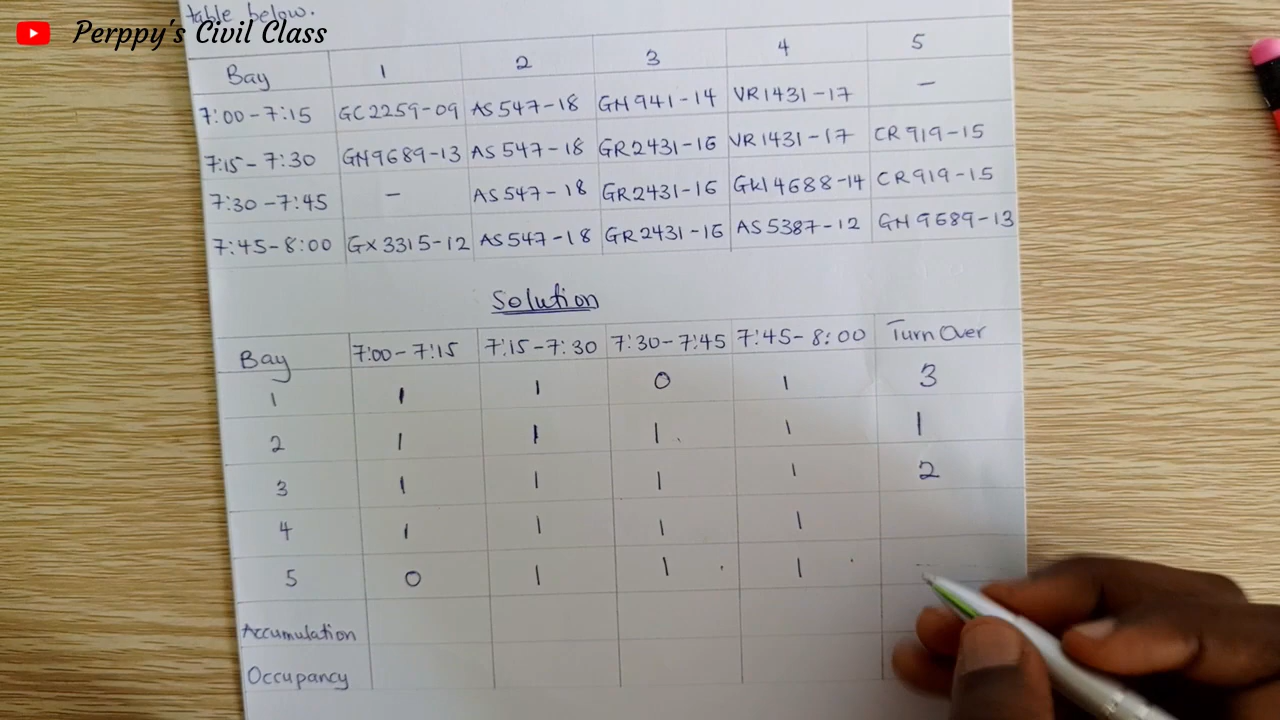 Perppy's Civil Class
table below.
Bay 1 2 3 4 5
7:00-7:15 GC2259-09 AS547-18 GN941-14 VR1431-17 -
7:15-7:30 GN9689-13 AS547-18 GR2431-16 VR1431-17 CR919-15
7:30-7:45 - AS547-18 GR2431-16 GK14688-14 CR919-15
7:45-8:00 GX3315-12 AS547-18 GR2431-16 AS5387-12 GN9689-13
Solution
Bay 7:00-7:15 7:15-7:30 7:30-7:45 7:45-8:00 Turn Over
1 1 1 0 1 3
2 1 1 1 1 1
3 1 1 1 1 2
4 1 1 1 1
5 0 1 1 1
Accumulation
Occupancy